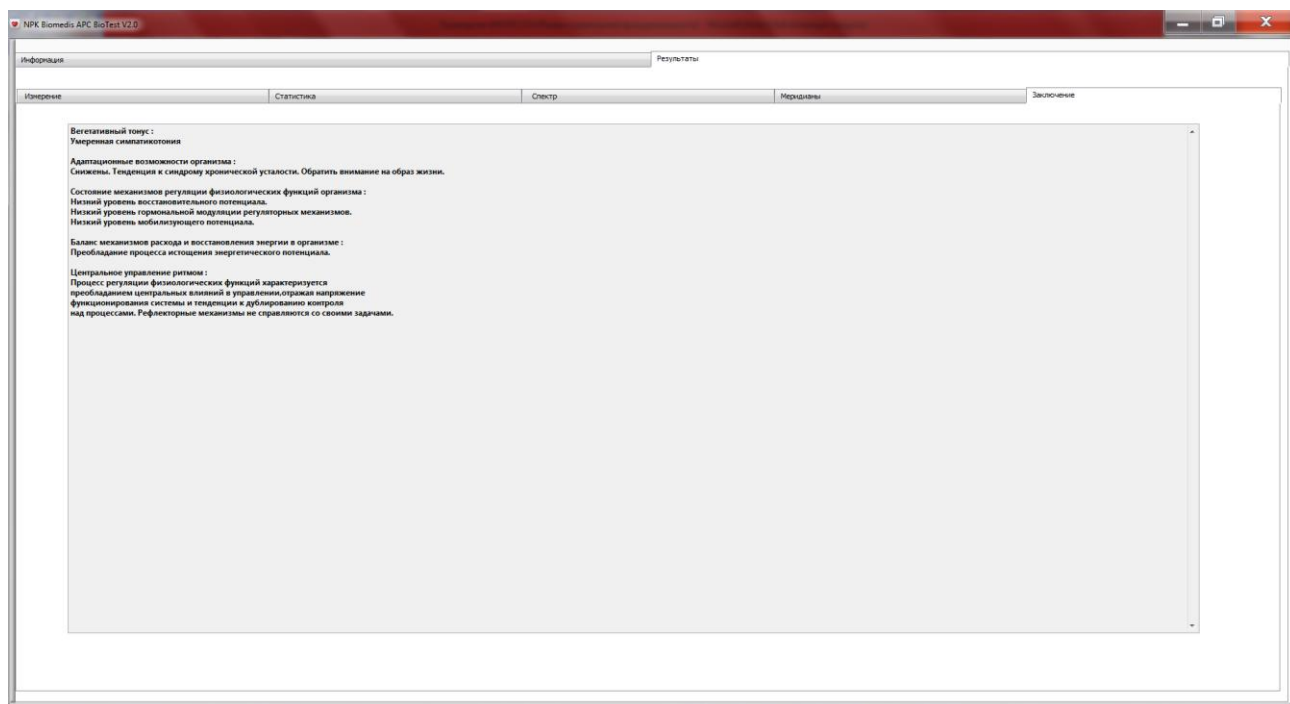 NPK Biomedis APC BioTest V2.0
Информация
Результаты
Измерение
Статистика
Спектр
Меридианы
Заключение
Вегетативный тонус :
Умеренная симпатикотония
Адаптационные возможности организма :
Снижены. Тенденция к синдрому хронической усталости. Обратить внимание на образ жизни.
Состояние механизмов регуляции физиологических функций организма :
Низний уровень восстановительного потенциала.
Низкий уровень гормональной модуляции регуляторных механизмов.
Низкий уровень мобилизующего потенциала.
Баланс механизмов расхода и восстановления энергии в организме :
Преобладание процесса истощения энергетического потенциала.
Центральное управление ритмом :
Процесс регуляции физиологических функций характеризуется
преобладанием центральных влияний в управлении,отражая напряжение
функционирования системы и тенденции к дублированию контроля
над процессами. Рефлекторные механизмы не справляются со своими задачами.